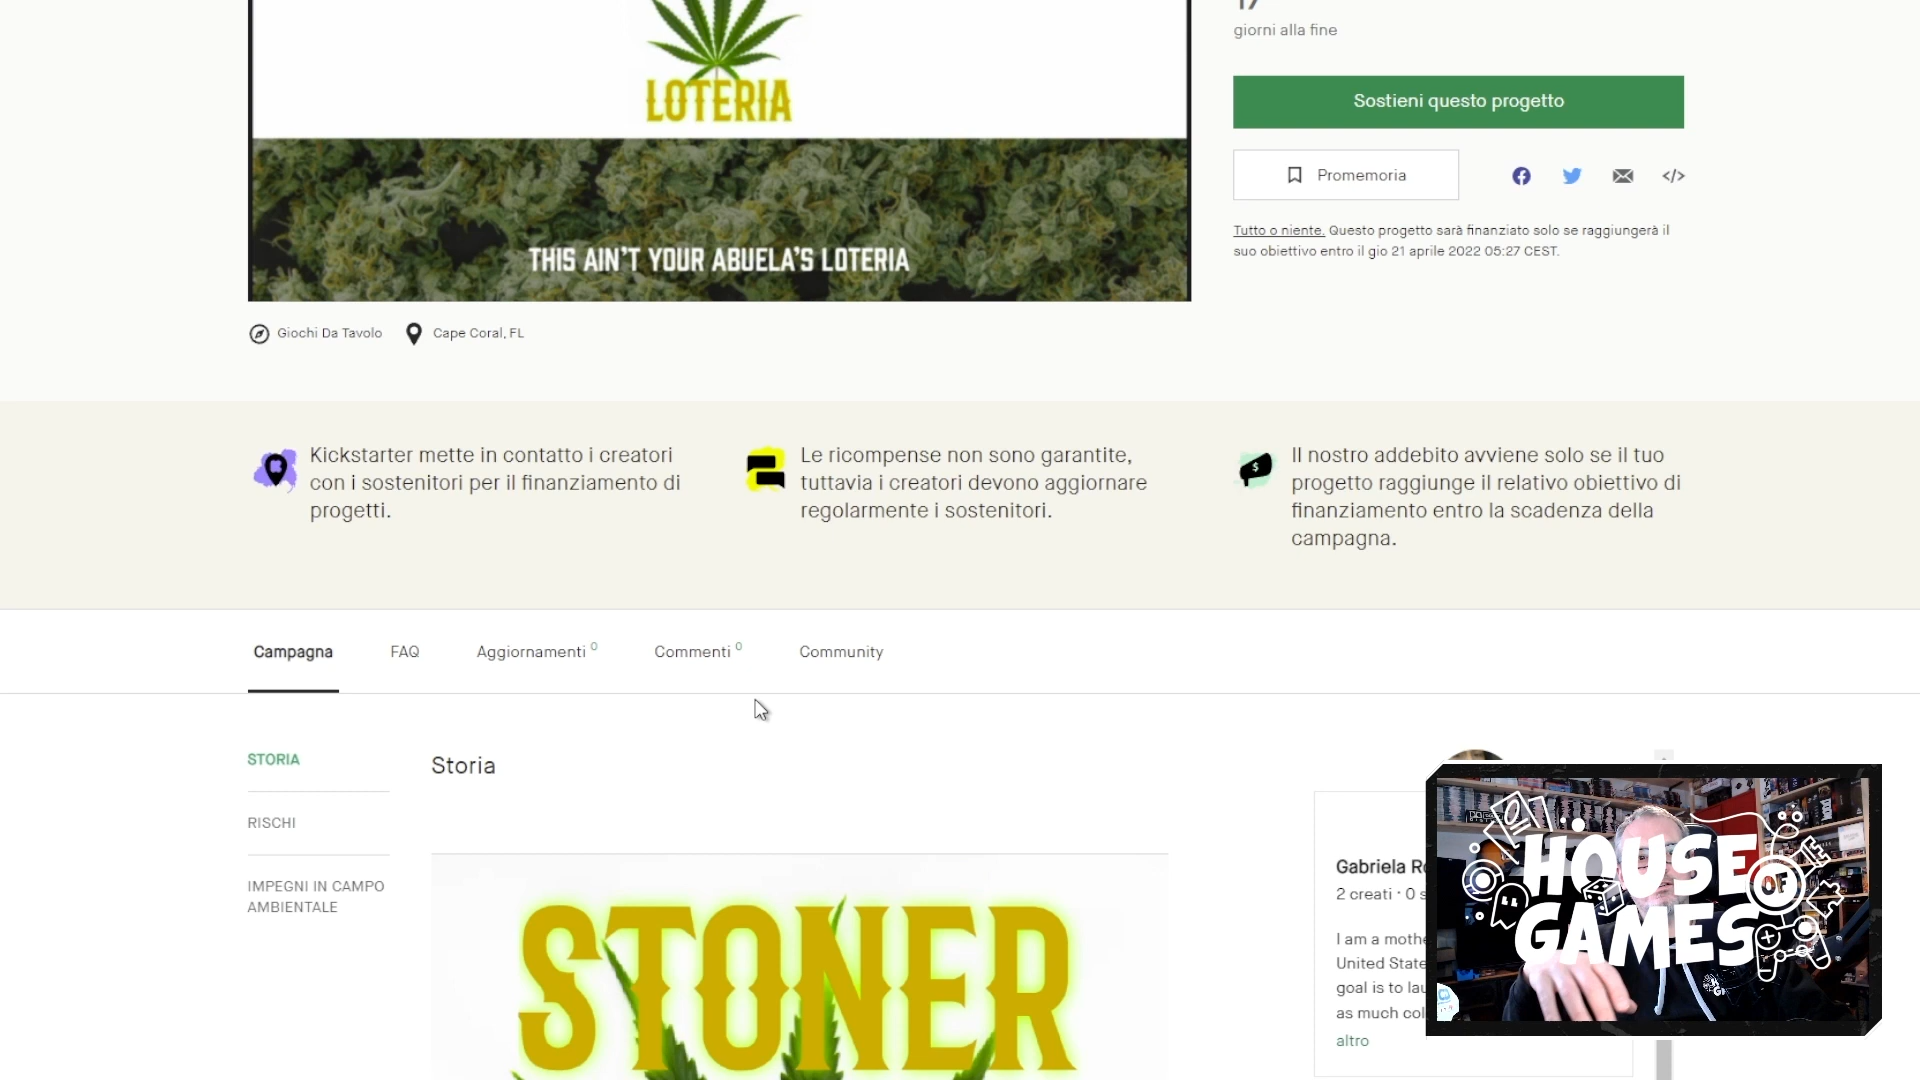 giorni alla fine
LOTERIA
Sostieni questo progetto
Promemoria
Tutto o niente. Questo progetto sarà finanziato solo se raggiungerà il
suo obiettivo entro il gio 21 aprile 2022 05:27 CEST.
THIS AIN'T YOUR ABUELA'S LOTERIA
Giochi Da Tavolo
Cape Coral, FL
Kickstarter mette in contatto i creatori
con i sostenitori per il finanziamento di
progetti.
Le ricompense non sono garantite,
tuttavia i creatori devono aggiornare
regolarmente i sostenitori.
Il nostro addebito avviene solo se il tuo
progetto raggiunge il relativo obiettivo di
finanziamento entro la scadenza della
campagna.
Campagna
FAQ
Aggiornamenti 0
Commenti 0
Community
STORIA
RISCHI
IMPEGNI IN CAMPO
AMBIENTALE
Storia
STONER
Gabriela
2 creati · 0
I am a
United
goal is to
as much
altro
HOUSE
OF
GAMES